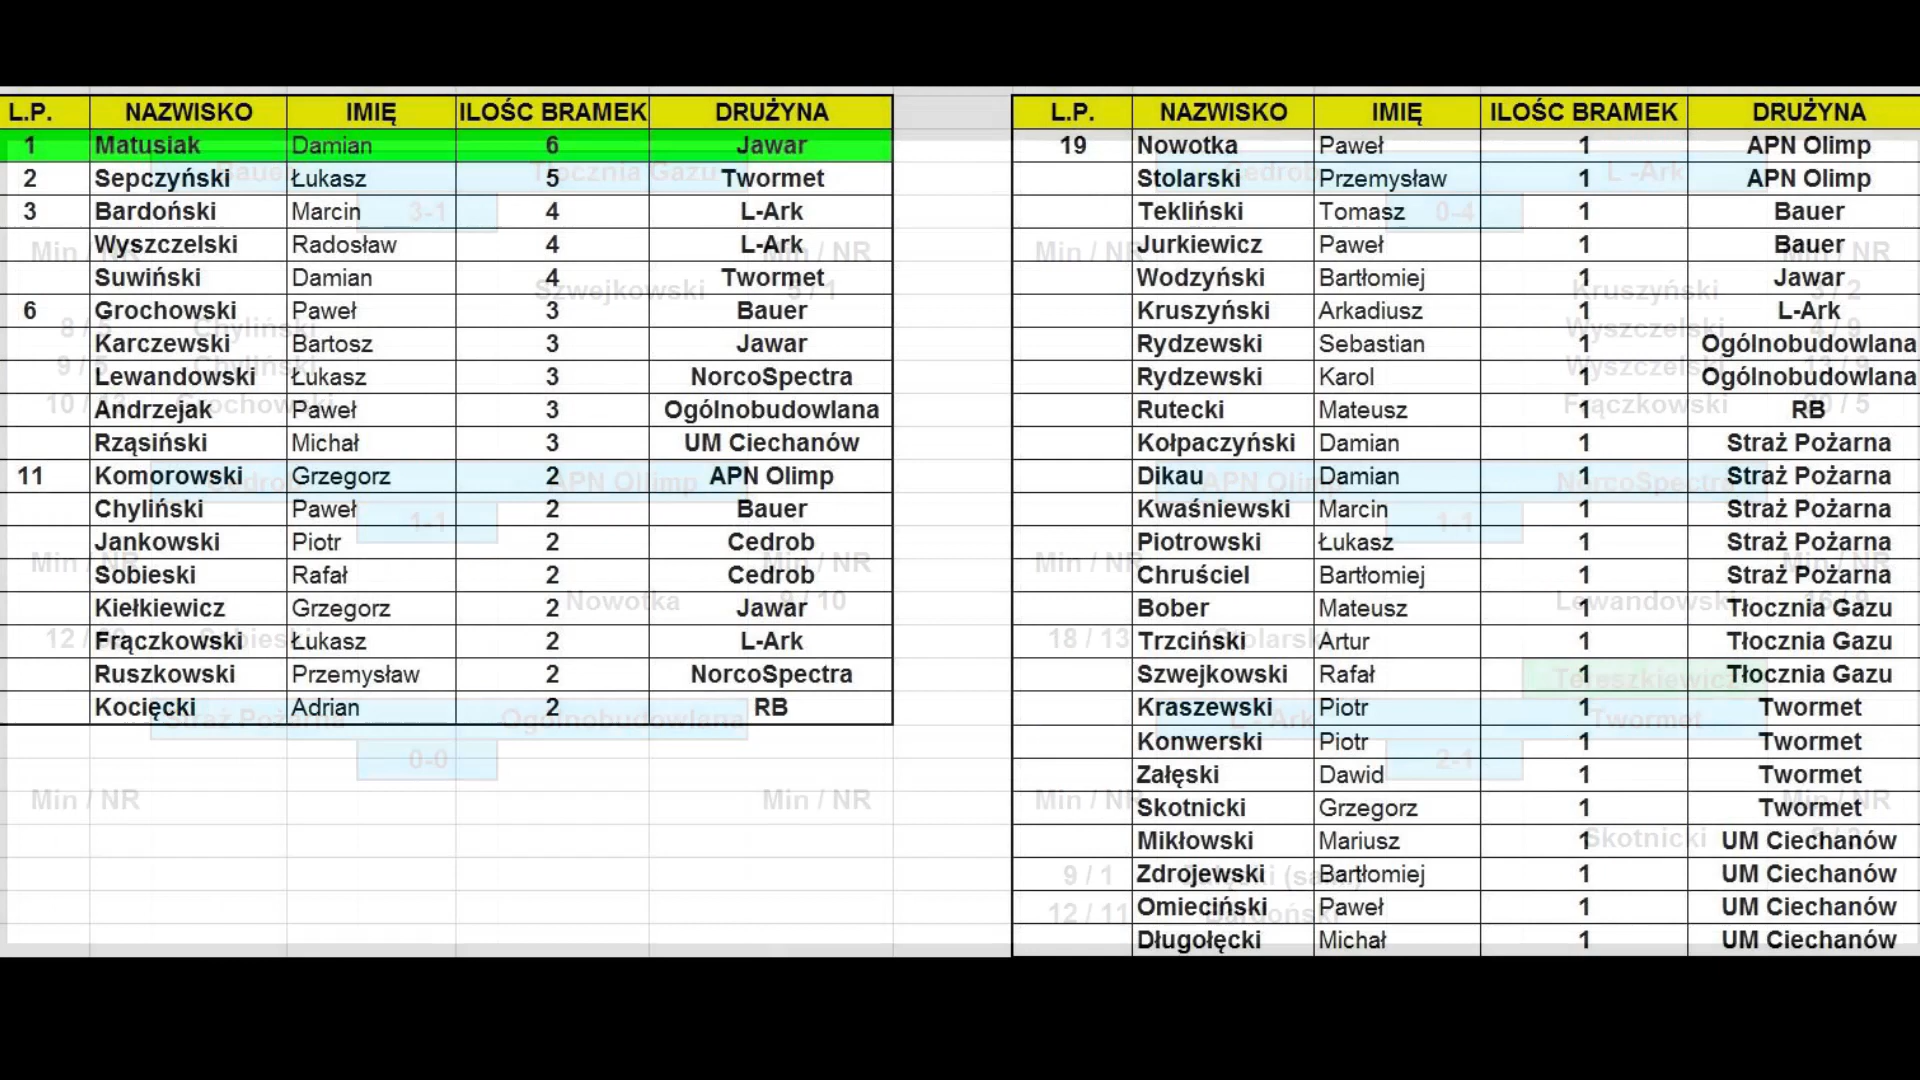 L.P. NAZWISKO IMIĘ ILOŚC BRAMEK DRUŻYNA
1 Matusiak Damian 6 Jawar
2 Sepczyński Łukasz 5 Twormet
3 Bardoński Marcin 4 L-Ark
Wyszczelski Radosław 4 L-Ark
Suwiński Damian 4 Twormet
6 Grochowski Paweł 3 Bauer
Karczewski Bartosz 3 Jawar
Lewandowski Łukasz 3 NorcoSpectra
Andrzejak Paweł 3 Ogólnobudowlana
Rząsiński Michał 3 UM Ciechanów
11 Komorowski Grzegorz 2 APN Olimp
Chyliński Paweł 2 Bauer
Jankowski Piotr 2 Cedrob
Sobieski Rafał 2 Cedrob
Kiełkiewicz Grzegorz 2 Jawar
Frączkowski Łukasz 2 L-Ark
Ruszkowski Przemysław 2 NorcoSpectra
Kocięcki Adrian 2 RB
L.P. NAZWISKO IMIĘ ILOŚC BRAMEK DRUŻYNA
19 Nowotka Paweł 1 APN Olimp
Stolarski Przemysław 1 APN Olimp
Tekliński Tomasz 1 Bauer
Jurkiewicz Paweł 1 Bauer
Wodzyński Bartłomiej 1 Jawar
Kruszyński Arkadiusz 1 L-Ark
Rydzewski Sebastian 1 Ogólnobudowlana
Rydzewski Karol 1 Ogólnobudowlana
Rutecki Mateusz 1 RB
Kołpaczyński Damian 1 Straż Pożarna
Dikau Damian 1 Straż Pożarna
Kwaśniewski Marcin 1 Straż Pożarna
Piotrowski Łukasz 1 Straż Pożarna
Chruściel Bartłomiej 1 Straż Pożarna
Bober Mateusz 1 Tłocznia Gazu
Trzciński Artur 1 Tłocznia Gazu
Szwejkowski Rafał 1 Tłocznia Gazu
Kraszewski Piotr 1 Twormet
Konwerski Piotr 1 Twormet
Załęski Dawid 1 Twormet
Skotnicki Grzegorz 1 Twormet
Mikłowski Mariusz 1 UM Ciechanów
Zdrojewski Bartłomiej 1 UM Ciechanów
Omieciński Paweł 1 UM Ciechanów
Długołęcki Michał 1 UM Ciechanów